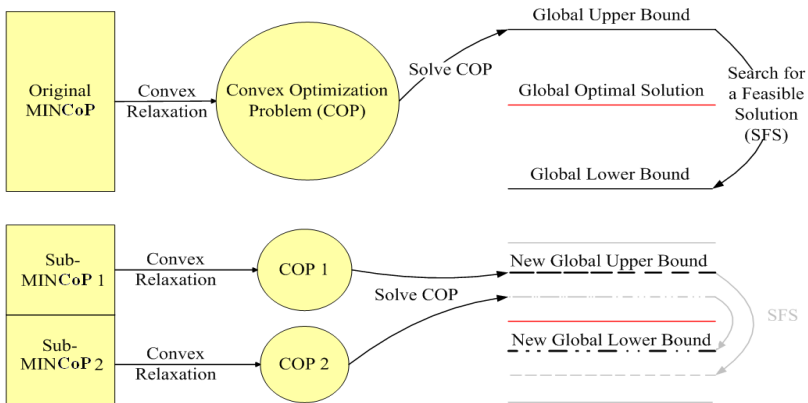 Original
MINCoP
Convex
Relaxation
Convex Optimization
Problem (COP)
Solve COP
Global Upper Bound
Global Optimal Solution
Global Lower Bound
Search for
a Feasible
Solution
(SFS)
Sub-
MINCoP 1
Convex
Relaxation
COP 1
Sub-
MINCoP 2
Convex
Relaxation
COP 2
Solve COP
New Global Upper Bound
New Global Lower Bound
SFS